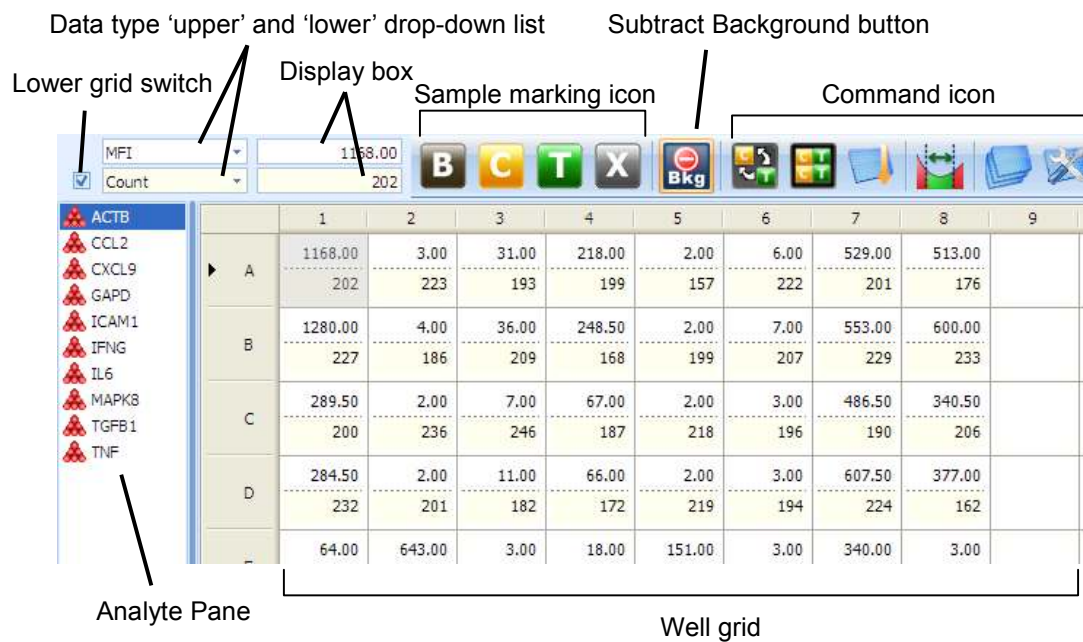 Data type ‘upper’ and ‘lower’ drop-down list Subtract Background button
Lower grid switch Display box Sample marking icon Command icon
MFI 1168.00
B C T X Bkg C T C T C T
Count 202
ACTB
CCL2
CXCL9
GAPD
ICAM1
IFNG
IL6
MAPK8
TGFB1
TNF
1 2 3 4 5 6 7 8 9
A 1168.00 3.00 31.00 218.00 2.00 6.00 529.00 513.00
202 223 193 199 157 222 201 176
B 1280.00 4.00 36.00 248.50 2.00 7.00 553.00 600.00
227 186 209 168 199 207 229 233
C 289.50 2.00 7.00 67.00 2.00 3.00 486.50 340.50
200 236 246 187 218 196 190 206
D 284.50 2.00 11.00 66.00 2.00 3.00 607.50 377.00
232 201 182 172 219 194 224 162
64.00 643.00 3.00 18.00 151.00 3.00 340.00 3.00
Analyte Pane
Well grid